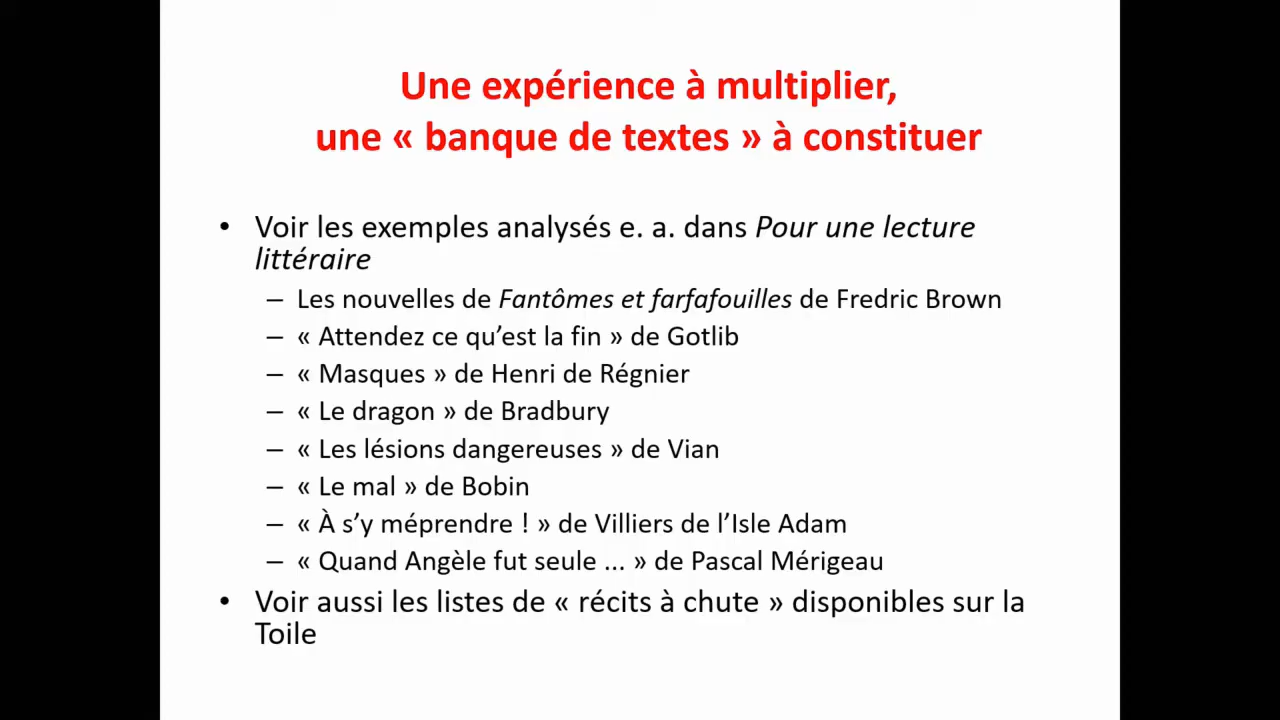 Une expérience à multiplier,
une « banque de textes » à constituer
• Voir les exemples analysés e. a. dans Pour une lecture
littéraire
– Les nouvelles de Fantômes et farfafouilles de Fredric Brown
– « Attendez ce qu’est la fin » de Gotlib
– « Masques » de Henri de Régnier
– « Le dragon » de Bradbury
– « Les lésions dangereuses » de Vian
– « Le mal » de Bobin
– « À s’y méprendre ! » de Villiers de l’Isle Adam
– « Quand Angèle fut seule ... » de Pascal Mérigeau
• Voir aussi les listes de « récits à chute » disponibles sur la
Toile